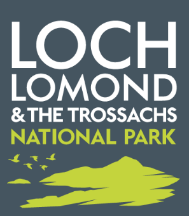 LOCH
LOMOND
& THE TROSSACHS
NATIONAL PARK